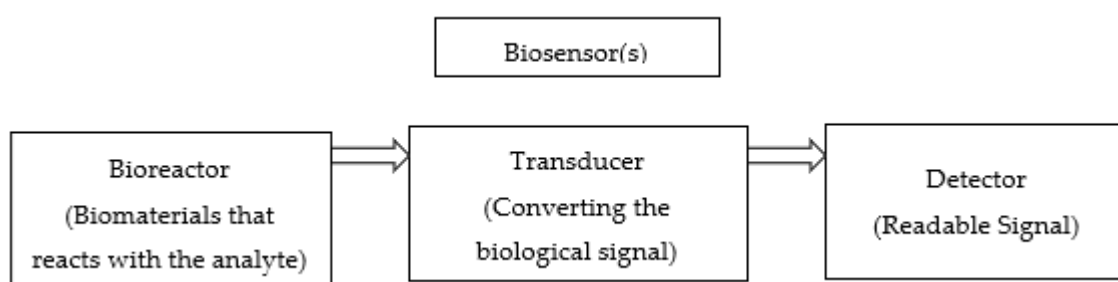 Biosensor(s)
Bioreactor
(Biomaterials that
reacts with the analyte)
Transducer
(Converting the
biological signal)
Detector
(Readable Signal)